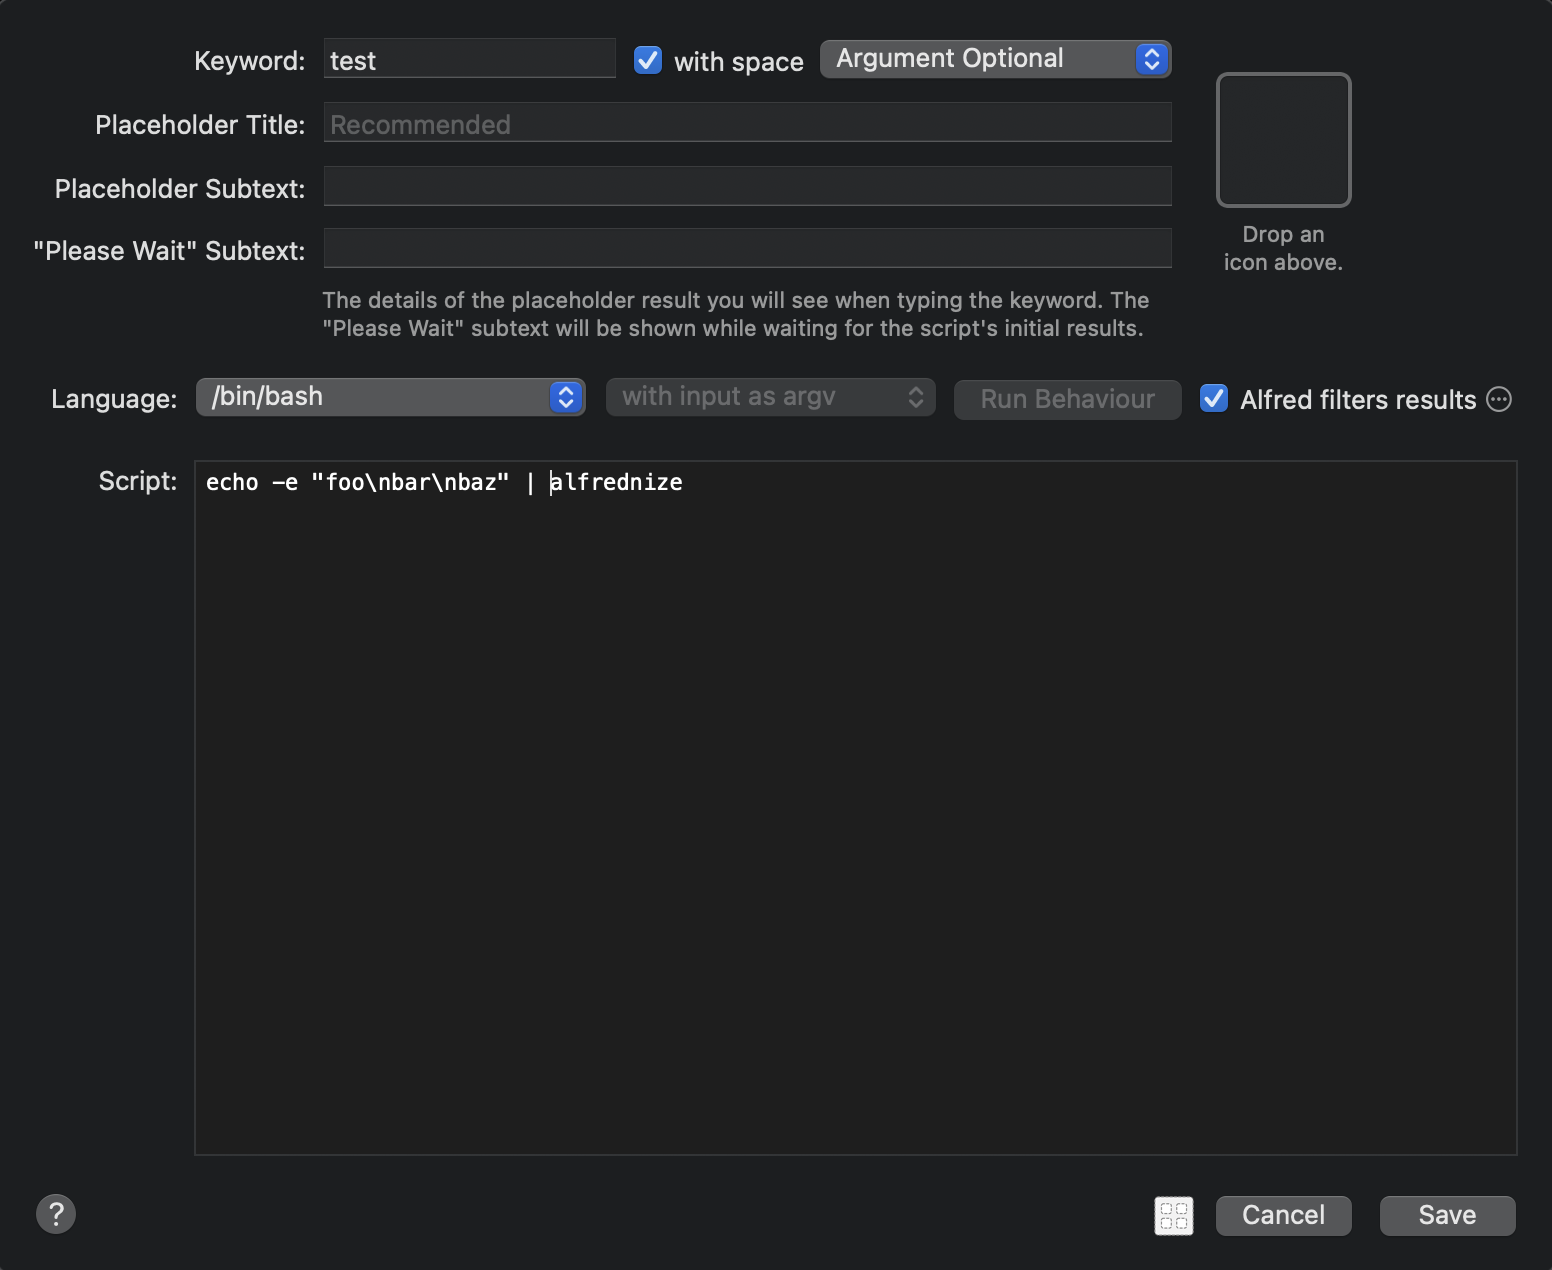 Keyword: test with space Argument Optional
Placeholder Title: Recommended
Placeholder Subtext:
"Please Wait" Subtext:
Drop an
icon above.
The details of the placeholder result you will see when typing the keyword. The
"Please Wait" subtext will be shown while waiting for the script's initial results.
Language: /bin/bash with input as argv Run Behaviour Alfred filters results
Script: echo -e "foo\nbar\nbaz" | alfrednize
? Cancel Save